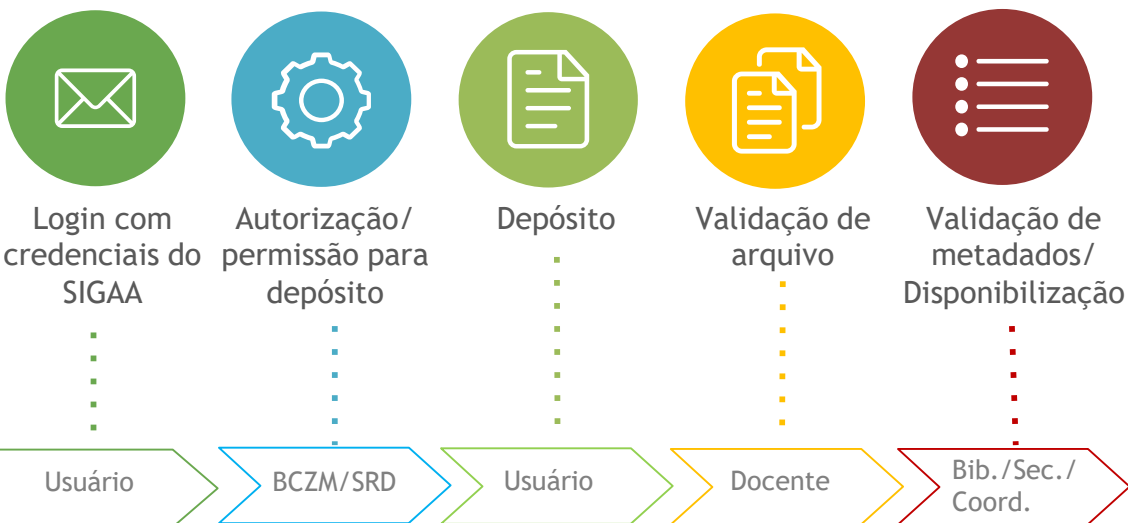 Login com
credenciais do
SIGAA
Autorização/
permissão para
depósito
Depósito
Validação de
arquivo
Validação de
metadados/
Disponibilização
Usuário
BCZM/SRD
Usuário
Docente
Bib./Sec./
Coord.